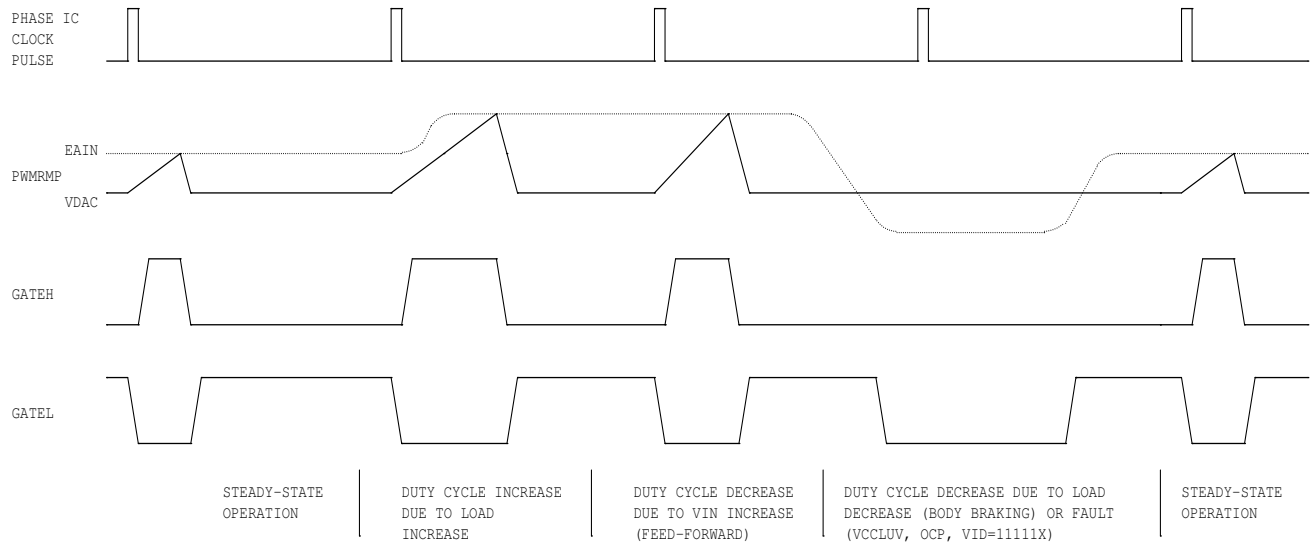 PHASE IC
CLOCK
PULSE
EAIN
PWMRMP
VDAC
GATEH
GATEL
STEADY-STATE
OPERATION
DUTY CYCLE INCREASE
DUE TO LOAD
INCREASE
DUTY CYCLE DECREASE
DUE TO VIN INCREASE
(FEED-FORWARD)
DUTY CYCLE DECREASE DUE TO LOAD
DECREASE (BODY BRAKING) OR FAULT
(VCCLUV, OCP, VID=11111X)
STEADY-STATE
OPERATION